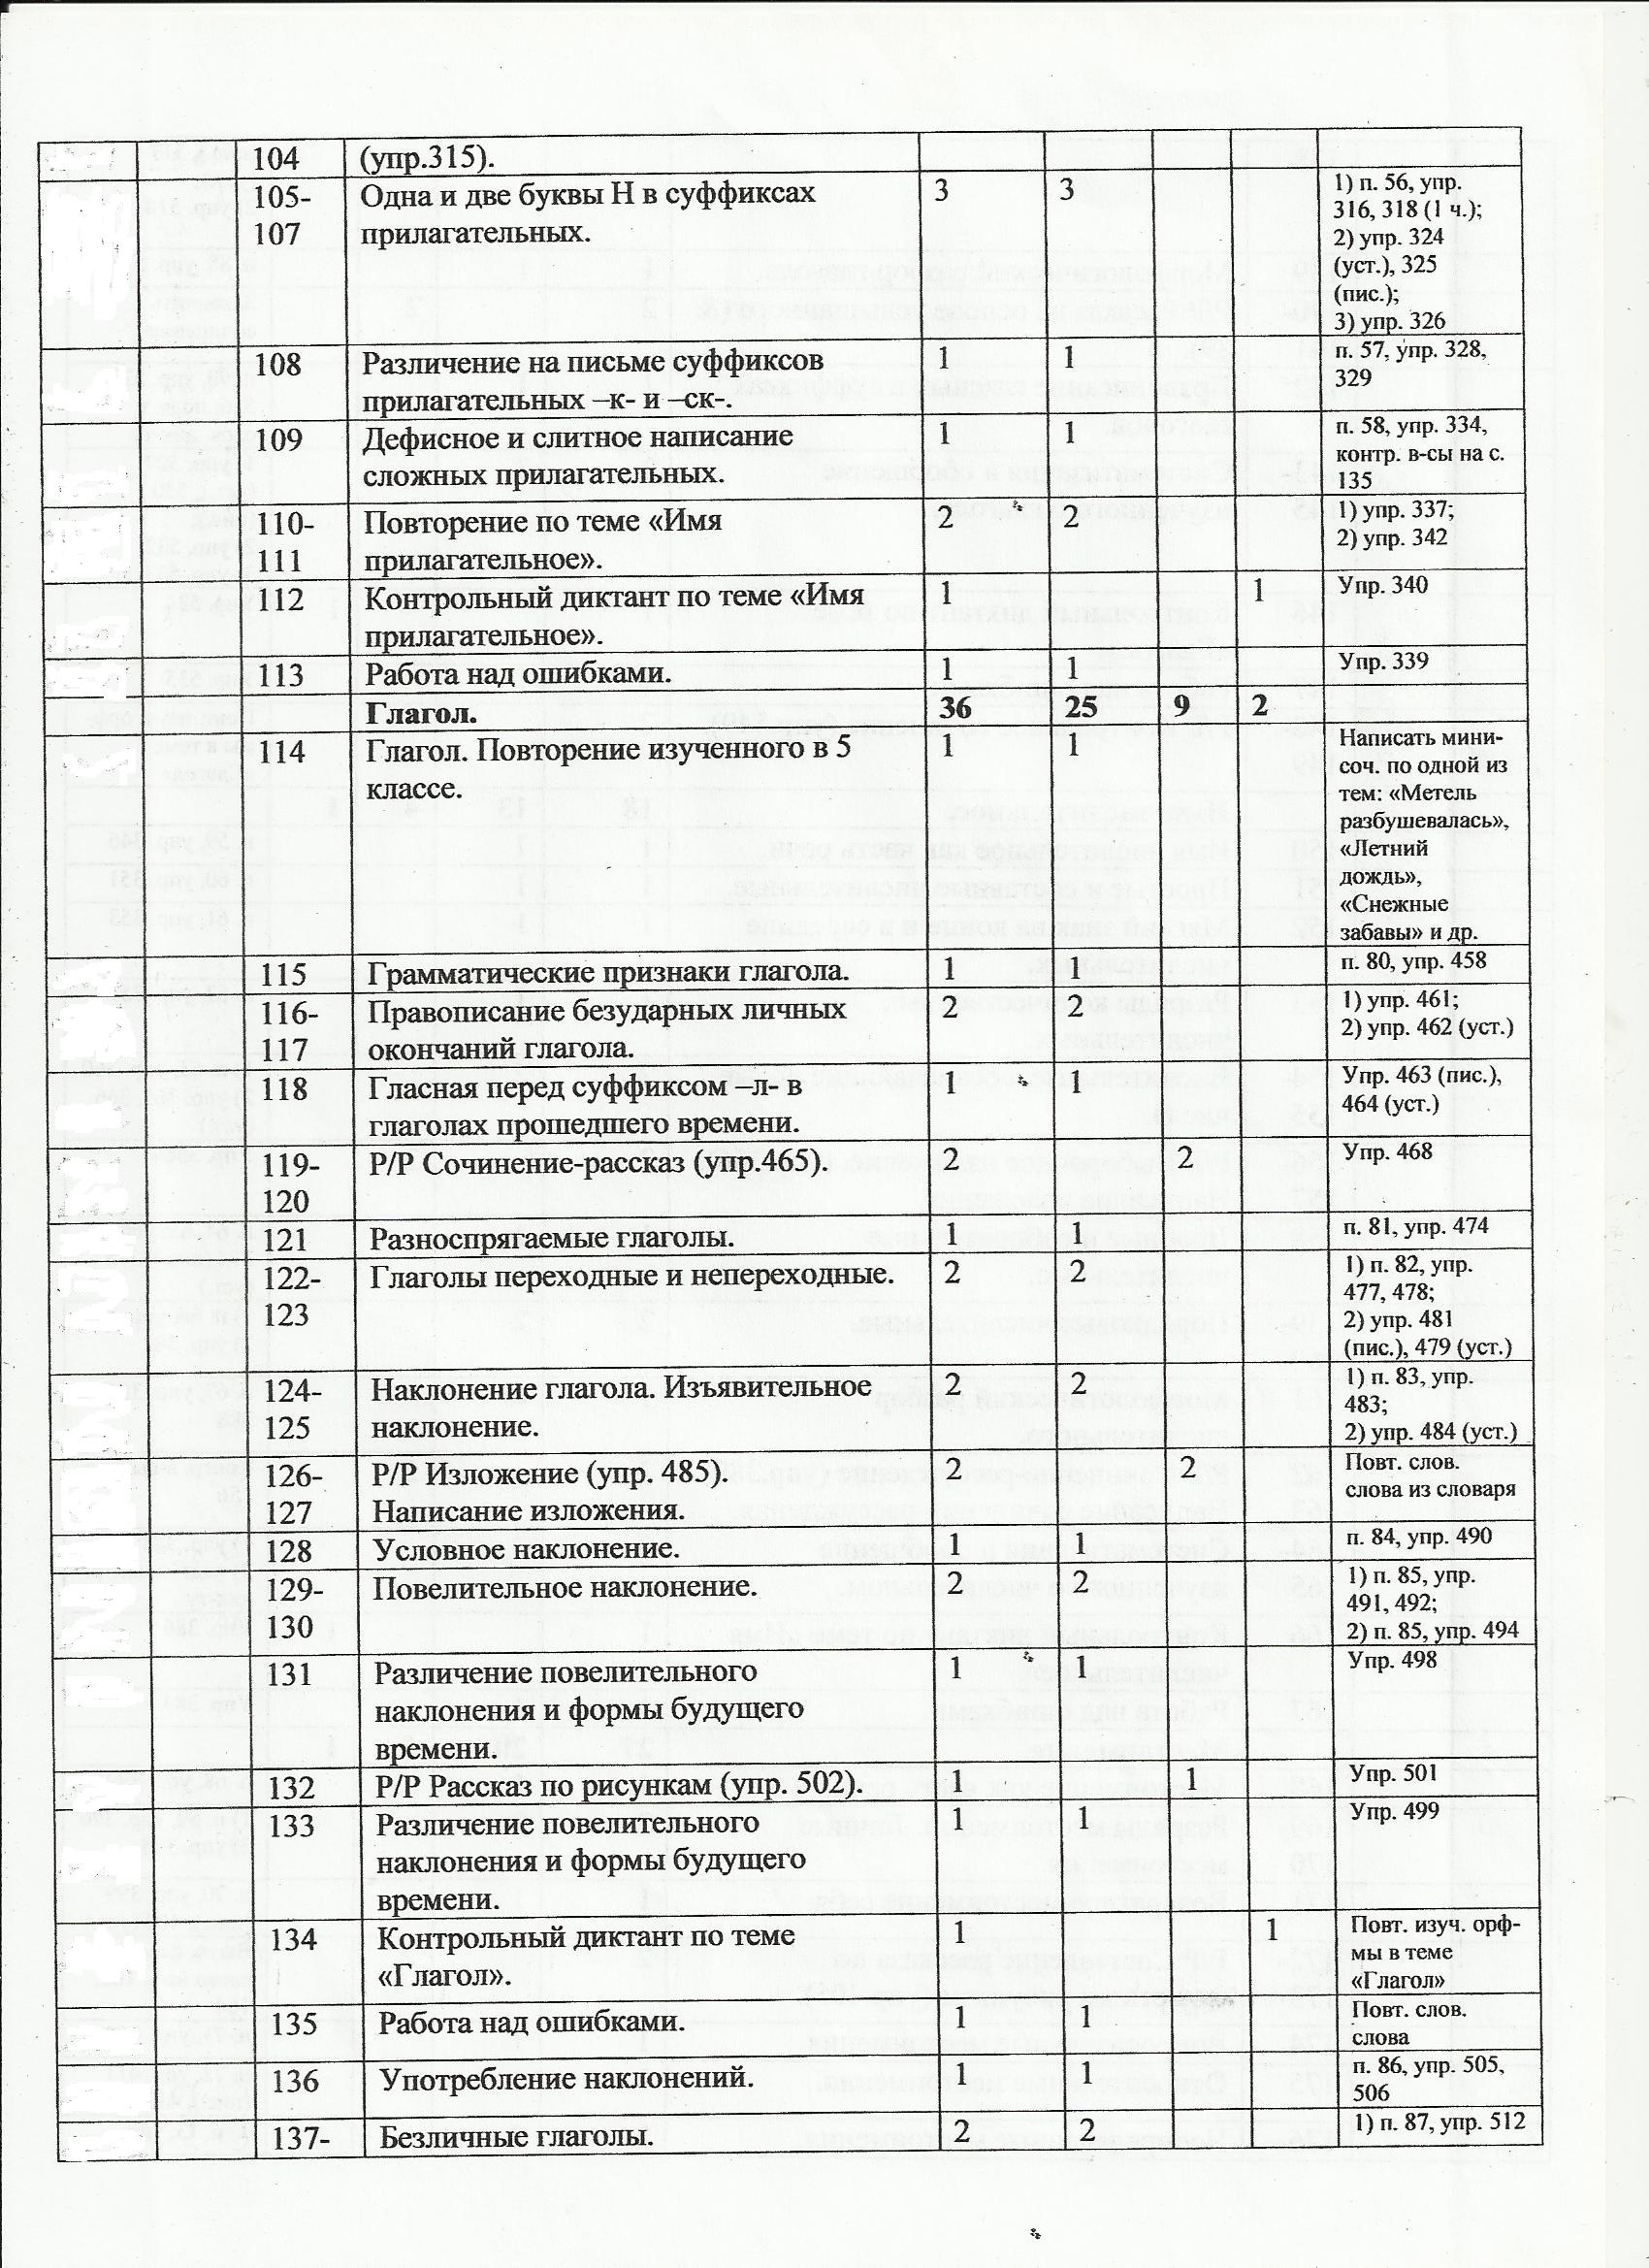 104 (упр.315).
105- Одна и две буквы Н в суффиксах 3 3 1) п. 56, упр.
107 прилагательных. 316, 318 (1 ч.);
2) упр. 324
(уст.), 325
(пис.);
3) упр. 326
108 Различение на письме суффиксов 1 1 п. 57, упр. 328,
прилагательных –к- и –ск-. 329
109 Дефисное и слитное написание 1 1 п. 58, упр. 334,
сложных прилагательных. контр. в-сы на с.
135
110- Повторение по теме «Имя 2 2 1) упр. 337;
111 прилагательное». 2) упр. 342
112 Контрольный диктант по теме «Имя 1 1 Упр. 340
прилагательное».
113 Работа над ошибками. 1 1 Упр. 339
Глагол. 36 25 9 2
114 Глагол. Повторение изученного в 5 1 1 Написать мини-
классе. соч. по одной из
тем: «Метель
разбушевалась»,
«Летний
дождь»,
«Снежные
забавы» и др.
115 Грамматические признаки глагола. 1 1 п. 80, упр. 458
116- Правописание безударных личных 2 2 1) упр. 461;
117 окончаний глагола. 2) упр. 462 (уст.)
118 Гласная перед суффиксом –л- в 1 1 Упр. 463 (пис.),
глаголах прошедшего времени. 464 (уст.)
119- Р/Р Сочинение-рассказ (упр.465). 2 2 Упр. 468
120
121 Разноспрягаемые глаголы. 1 1 п. 81, упр. 474
122- Глаголы переходные и непереходные. 2 2 1) п. 82, упр.
123 477, 478;
2) упр. 481
(пис.), 479 (уст.)
124- Наклонение глагола. Изъявительное 2 2 1) п. 83, упр.
125 наклонение. 483;
2) упр. 484 (уст.)
126- Р/Р Изложение (упр. 485). 2 2 Повт. слов.
127 Написание изложения. слова из словаря
128 Условное наклонение. 1 1 п. 84, упр. 490
129- Повелительное наклонение. 2 2 1) п. 85, упр.
130 491, 492;
2) п. 85, упр. 494
131 Различение повелительного 1 1 Упр. 498
наклонения и формы будущего
времени.
132 Р/Р Рассказ по рисункам (упр. 502). 1 1 Упр. 501
133 Различение повелительного 1 1 Упр. 499
наклонения и формы будущего
времени.
134 Контрольный диктант по теме 1 1 Повт. изуч. орф-
«Глагол». мы в теме
«Глагол»
135 Работа над ошибками. 1 1 Повт. слов.
слова
136 Употребление наклонений. 1 1 п. 86, упр. 505,
506
137- Безличные глаголы. 2 2 1) п. 87, упр. 512